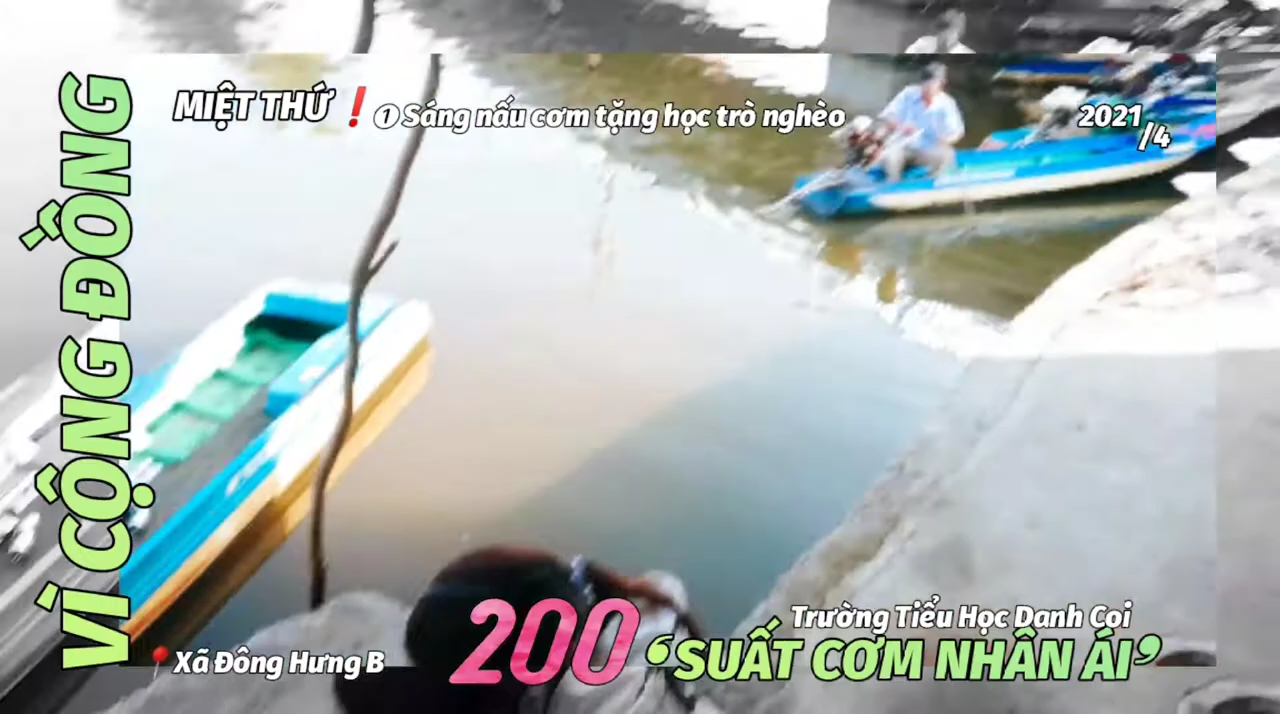 VÌ CỘNG ĐỒNG
MIỆT THỨ❗① Sáng nấu cơm tặng học trò nghèo
2021
/4
Trường Tiểu Học Danh Coi
200 ‘SUẤT CƠM NHÂN ÁI’
📍Xã Đông Hưng B